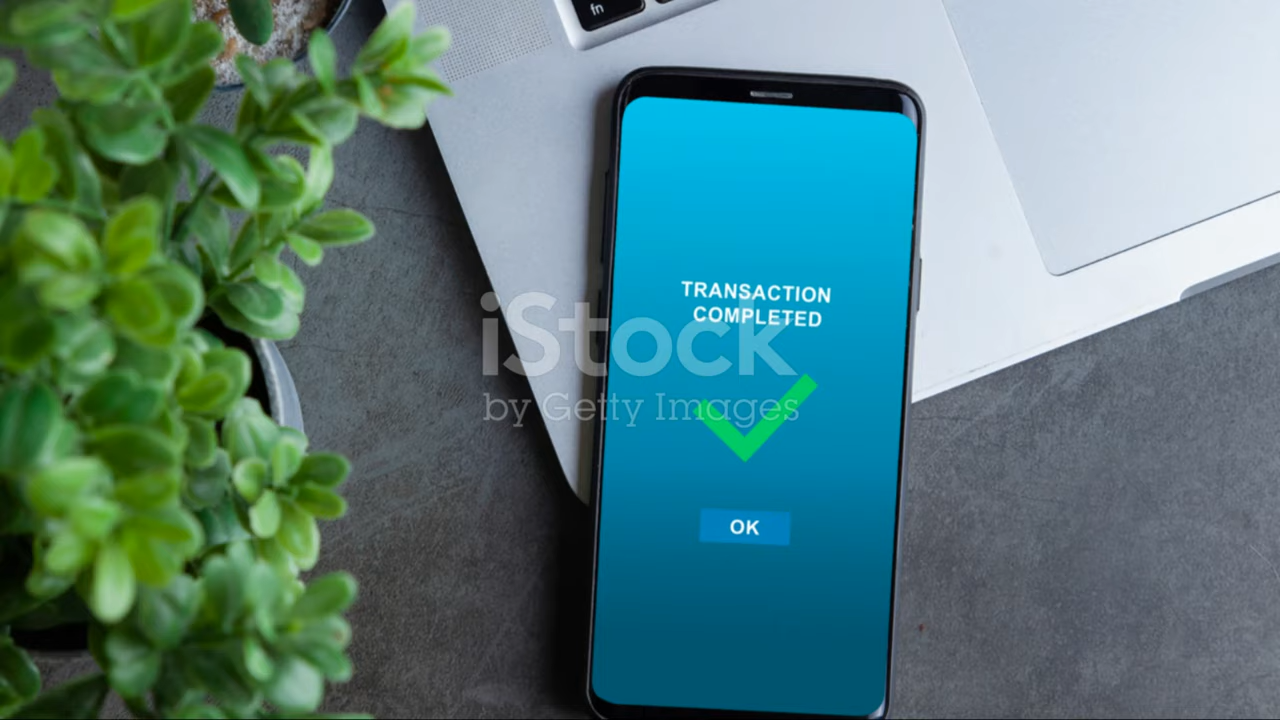 fn
TRANSACTION
COMPLETED
iStock
by Getty Images
OK